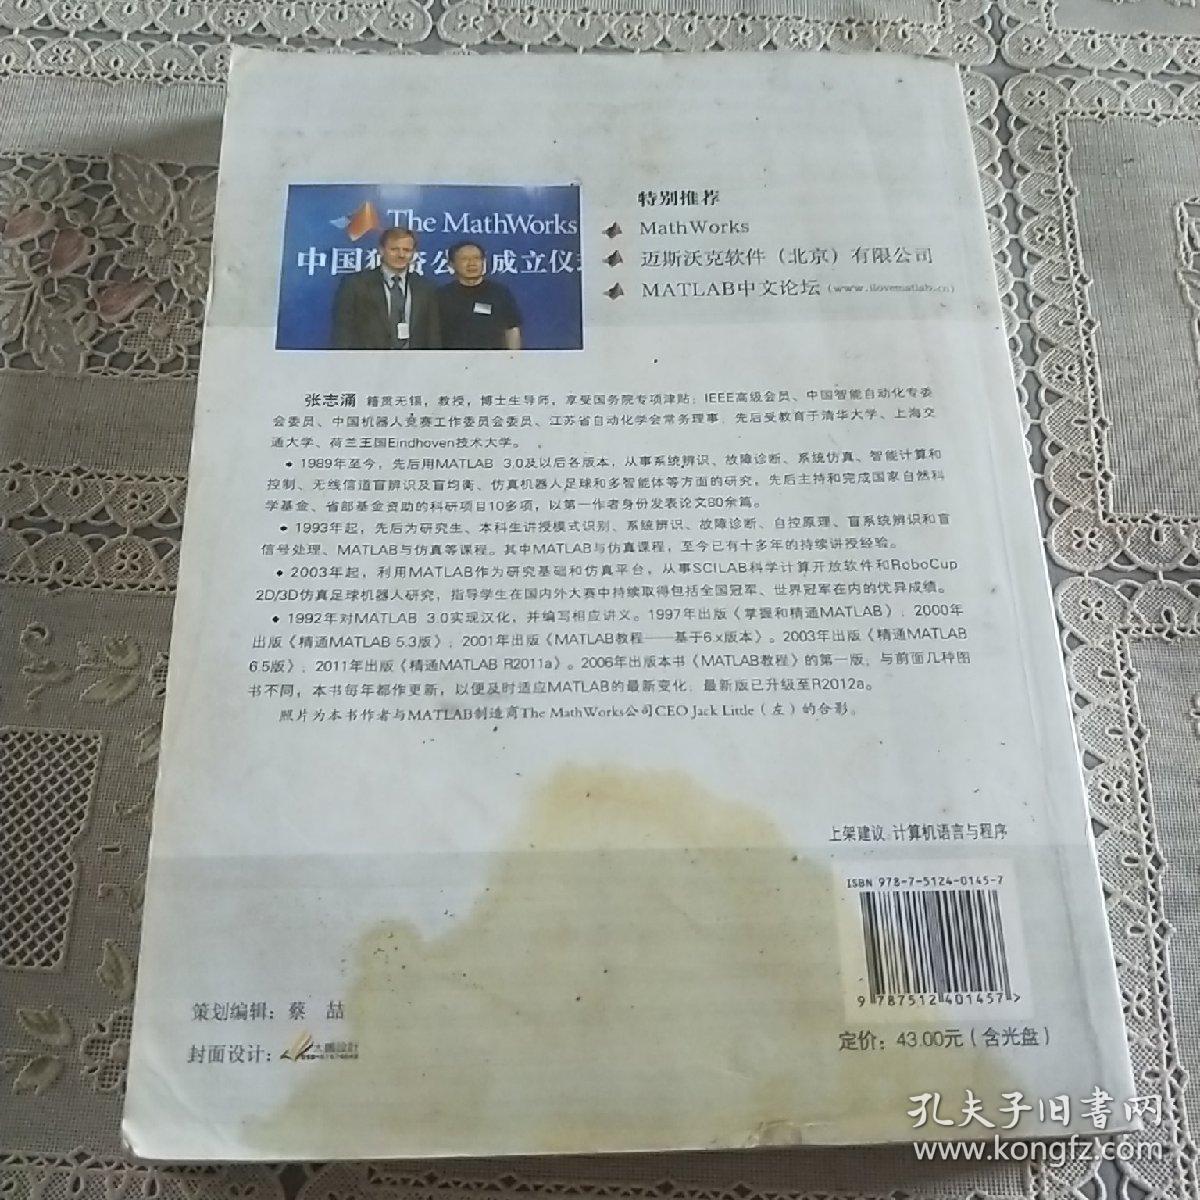 The MathWorks
中国独资公司成立仪式
特别推荐
MathWorks
迈斯沃克软件（北京）有限公司
MATLAB中文论坛（www.ilovematlab.cn）
张志涌 籍贯无锡，教授，博士生导师，享受国务院专项津贴；IEEE高级会员、中国智能自动化专委
会委员、中国机器人竞赛工作委员会委员、江苏省自动化学会常务理事，先后受教育于清华大学、上海交
通大学、荷兰王国Eindhoven技术大学。
◆ 1989年至今，先后用MATLAB 3.0及以后各版本，从事系统辨识、故障诊断、系统仿真、智能计算和
控制、无线信道盲辨识及盲均衡、仿真机器人足球和多智能体等方面的研究，先后主持和完成国家自然科
学基金、省部基金资助的科研项目10多项，以第一作者身份发表论文80余篇。
◆ 1993年起，先后为研究生、本科生讲授模式识别、系统辨识、故障诊断、自控原理、盲系统辨识和盲
信号处理、MATLAB与仿真等课程。其中MATLAB与仿真课程，至今已有十多年的持续讲授经验。
◆ 2003年起，利用MATLAB作为研究基础和仿真平台，从事SCILAB科学计算开放软件和RoboCup
2D/3D仿真足球机器人研究，指导学生在国内外大赛中持续取得包括全国冠军、世界冠军在内的优异成绩。
◆ 1992年对MATLAB 3.0实现汉化，并编写相应讲义。1997年出版《掌握和精通MATLAB》，2000年
出版《精通MATLAB 5.3版》，2001年出版《MATLAB教程——基于6.x版本》。2003年出版《精通MATLAB
6.5版》，2011年出版《精通MATLAB R2011a》。2006年出版本书《MATLAB教程》的第一版，与前面几种图
书不同，本书每年都作更新，以便及时适应MATLAB的最新变化，最新版已升级至R2012a。
照片为本书作者与MATLAB制造商The MathWorks公司CEO Jack Little（左）的合影。
上架建议：计算机语言与程序
ISBN 978-7-5124-0145-7
9 787512 401457 >
策划编辑：蔡 喆
封面设计：
定价：43.00元（含光盘）
孔夫子旧书网
www.kongfz.com